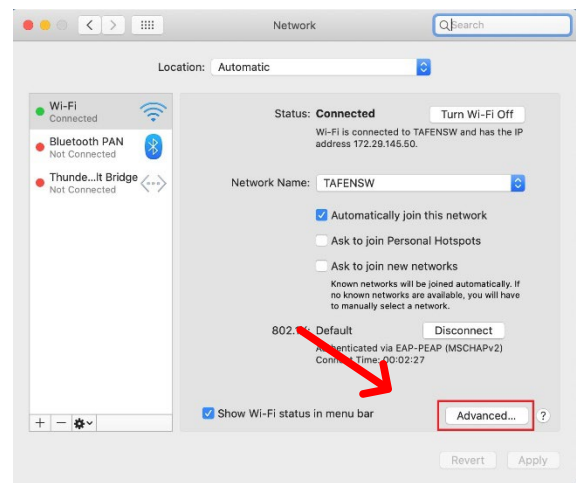 Network
Search
Location: Automatic
Wi-Fi
Connected
Bluetooth PAN
Not Connected
Thunde...lt Bridge
Not Connected
Status: Connected
Turn Wi-Fi Off
Wi-Fi is connected to TAFENSW and has the IP
address 172.29.145.50.
Network Name: TAFENSW
Automatically join this network
Ask to join Personal Hotspots
Ask to join new networks
Known networks will be joined automatically. If
no known networks are available, you will have
to manually select a network.
Default
Disconnect
via EAP-PEAP (MSCHAPv2)
Time: 00:02:27
Show Wi-Fi status in menu bar
Advanced...
?
Revert
Apply